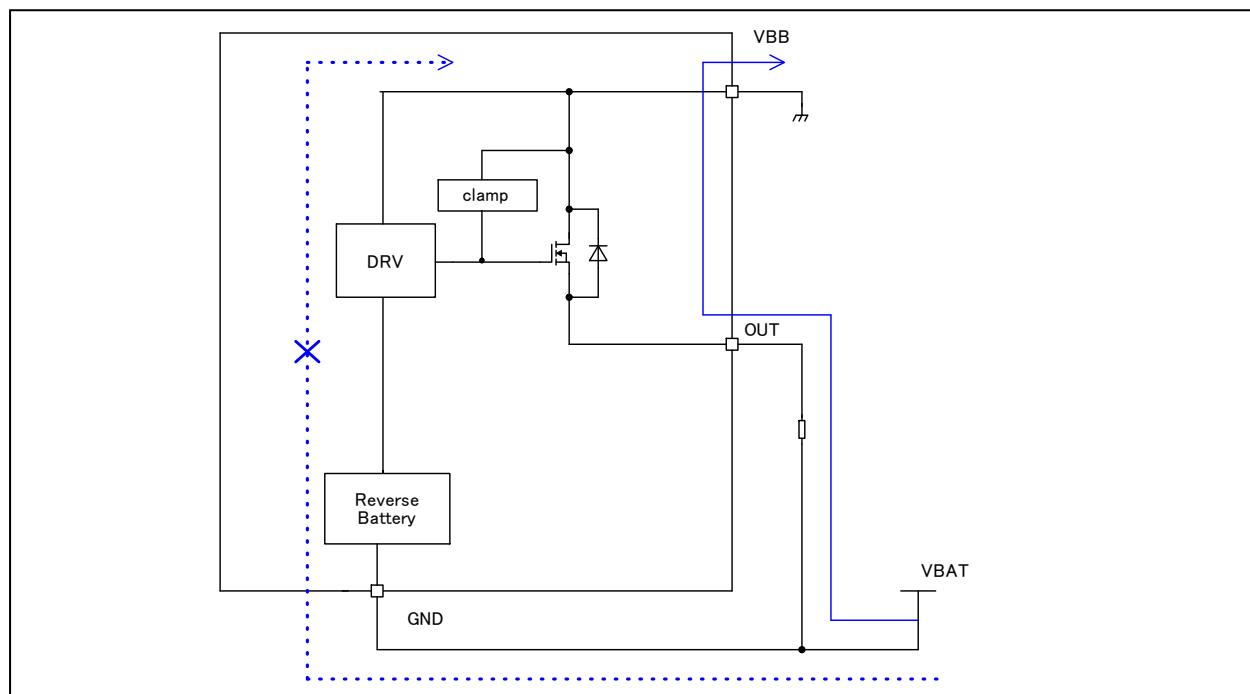 VBB
clamp
DRV
OUT
Reverse
Battery
VBAT
GND